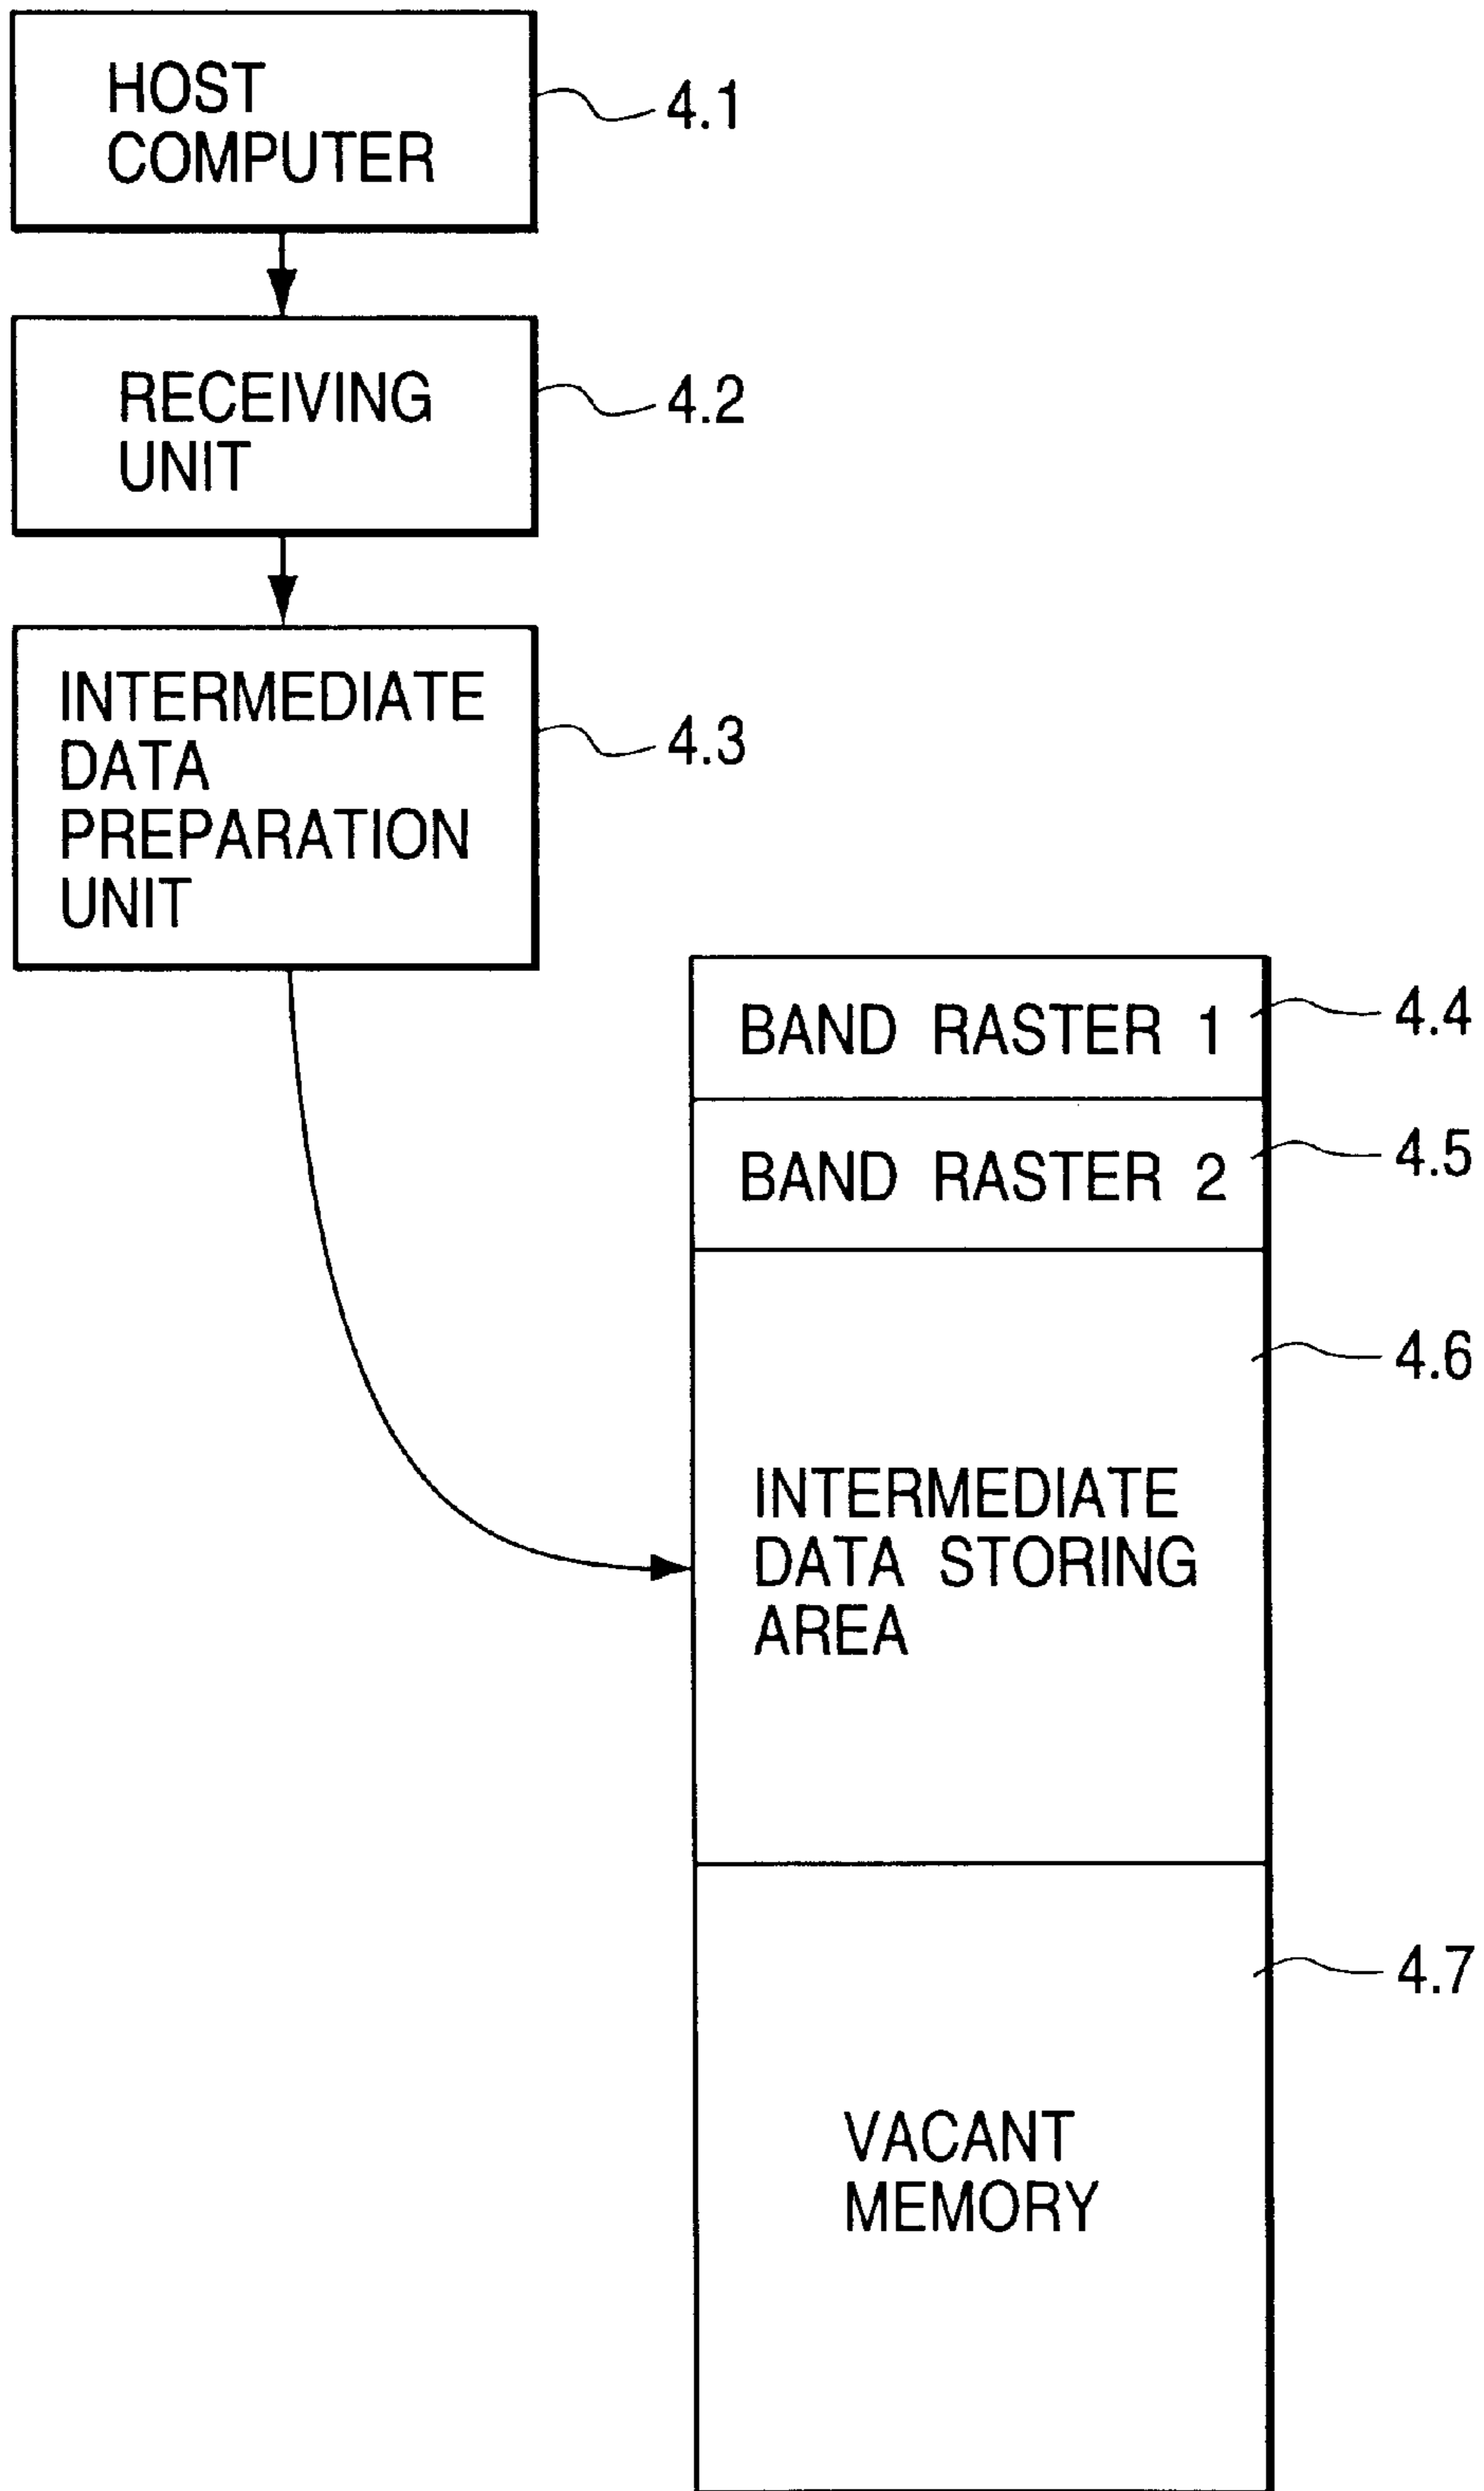 HOST
COMPUTER
4.1
RECEIVING
UNIT
4.2
INTERMEDIATE
DATA
PREPARATION
UNIT
4.3
BAND RASTER 1
4.4
BAND RASTER 2
4.5
4.6
INTERMEDIATE
DATA STORING
AREA
4.7
VACANT
MEMORY